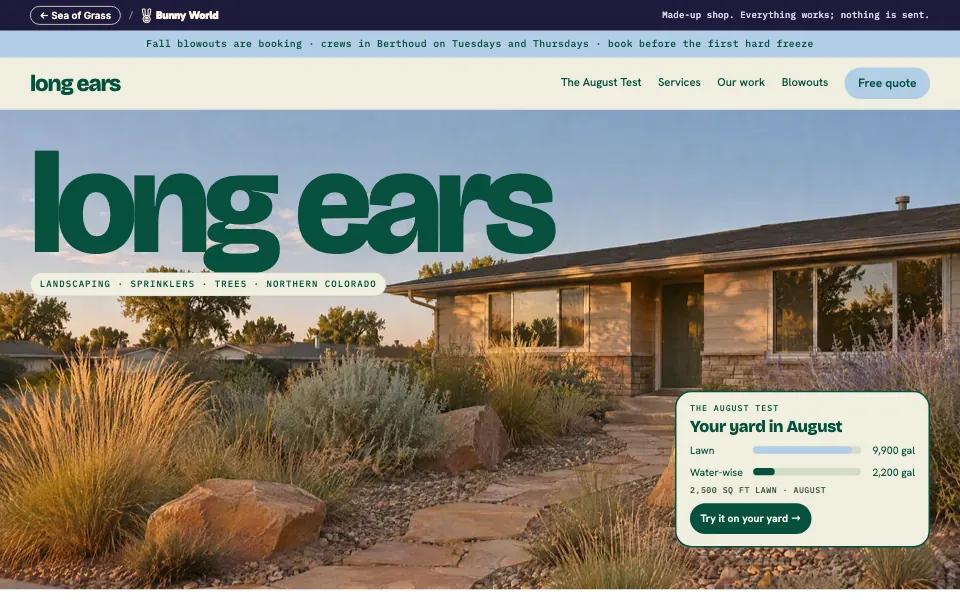 ← Sea of Grass / Bunny World
Made-up shop. Everything works; nothing is sent.
Fall blowouts are booking · crews in Berthoud on Tuesdays and Thursdays · book before the first hard freeze
long ears
The August Test
Services
Our work
Blowouts
Free quote
long ears
LANDSCAPING · SPRINKLERS · TREES · NORTHERN COLORADO
THE AUGUST TEST
Your yard in August
Lawn 9,900 gal
Water-wise 2,200 gal
2,500 SQ FT LAWN · AUGUST
Try it on your yard →